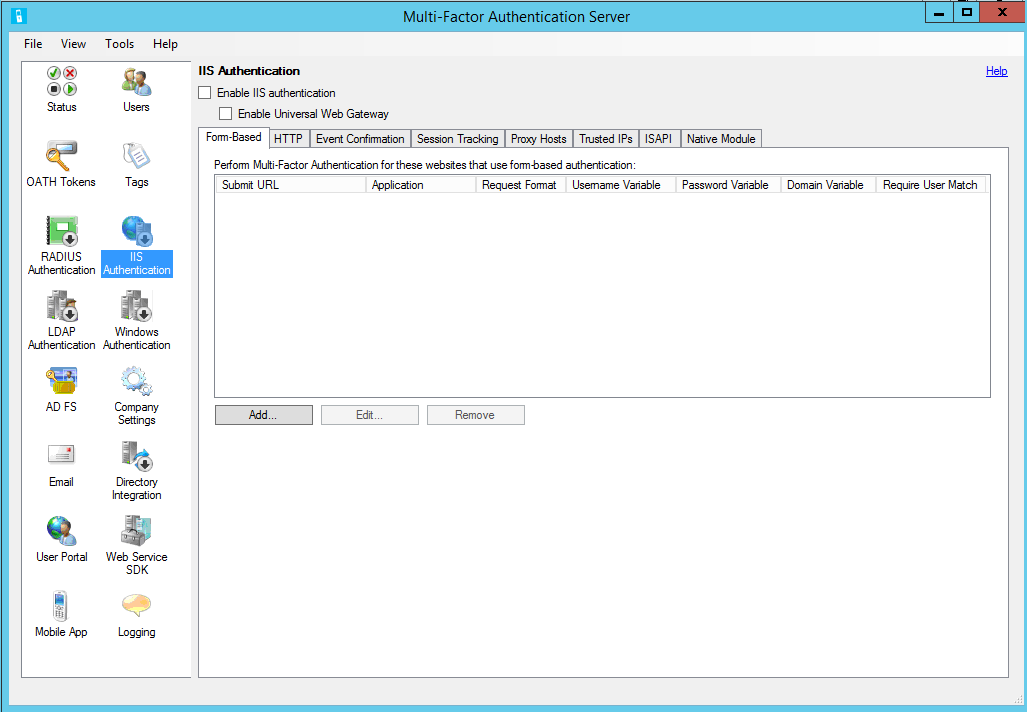 Multi-Factor Authentication Server
File View Tools Help
Status
Users
OATH Tokens
Tags
RADIUS
Authentication
IIS
Authentication
LDAP
Authentication
Windows
Authentication
AD FS
Company
Settings
Email
Directory
Integration
User Portal
Web Service
SDK
Mobile App
Logging
IIS Authentication
Help
Enable IIS authentication
Enable Universal Web Gateway
Form-Based HTTP Event Confirmation Session Tracking Proxy Hosts Trusted IPs ISAPI Native Module
Perform Multi-Factor Authentication for these websites that use form-based authentication:
Submit URL Application Request Format Username Variable Password Variable Domain Variable Require User Match
Add... Edit... Remove